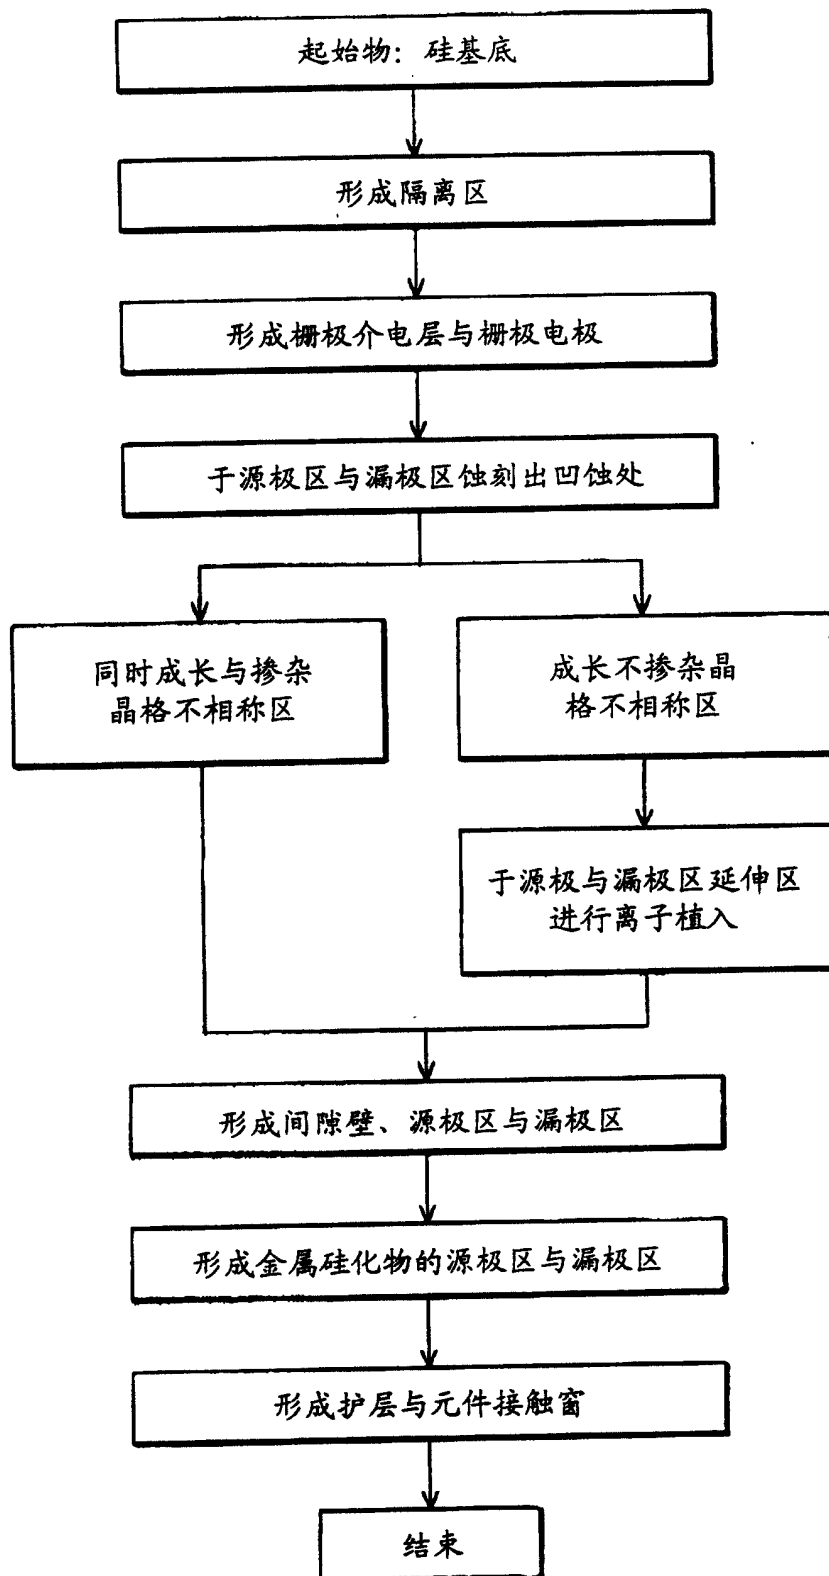 起始物：硅基底
形成隔离区
形成栅极介电层与栅极电极
于源极区与漏极区蚀刻出凹蚀处
同时成长与掺杂
晶格不相称区
成长不掺杂晶
格不相称区
于源极与漏极区延伸区
进行离子植入
形成间隙壁、源极区与漏极区
形成金属硅化物的源极区与漏极区
形成护层与元件接触窗
结束